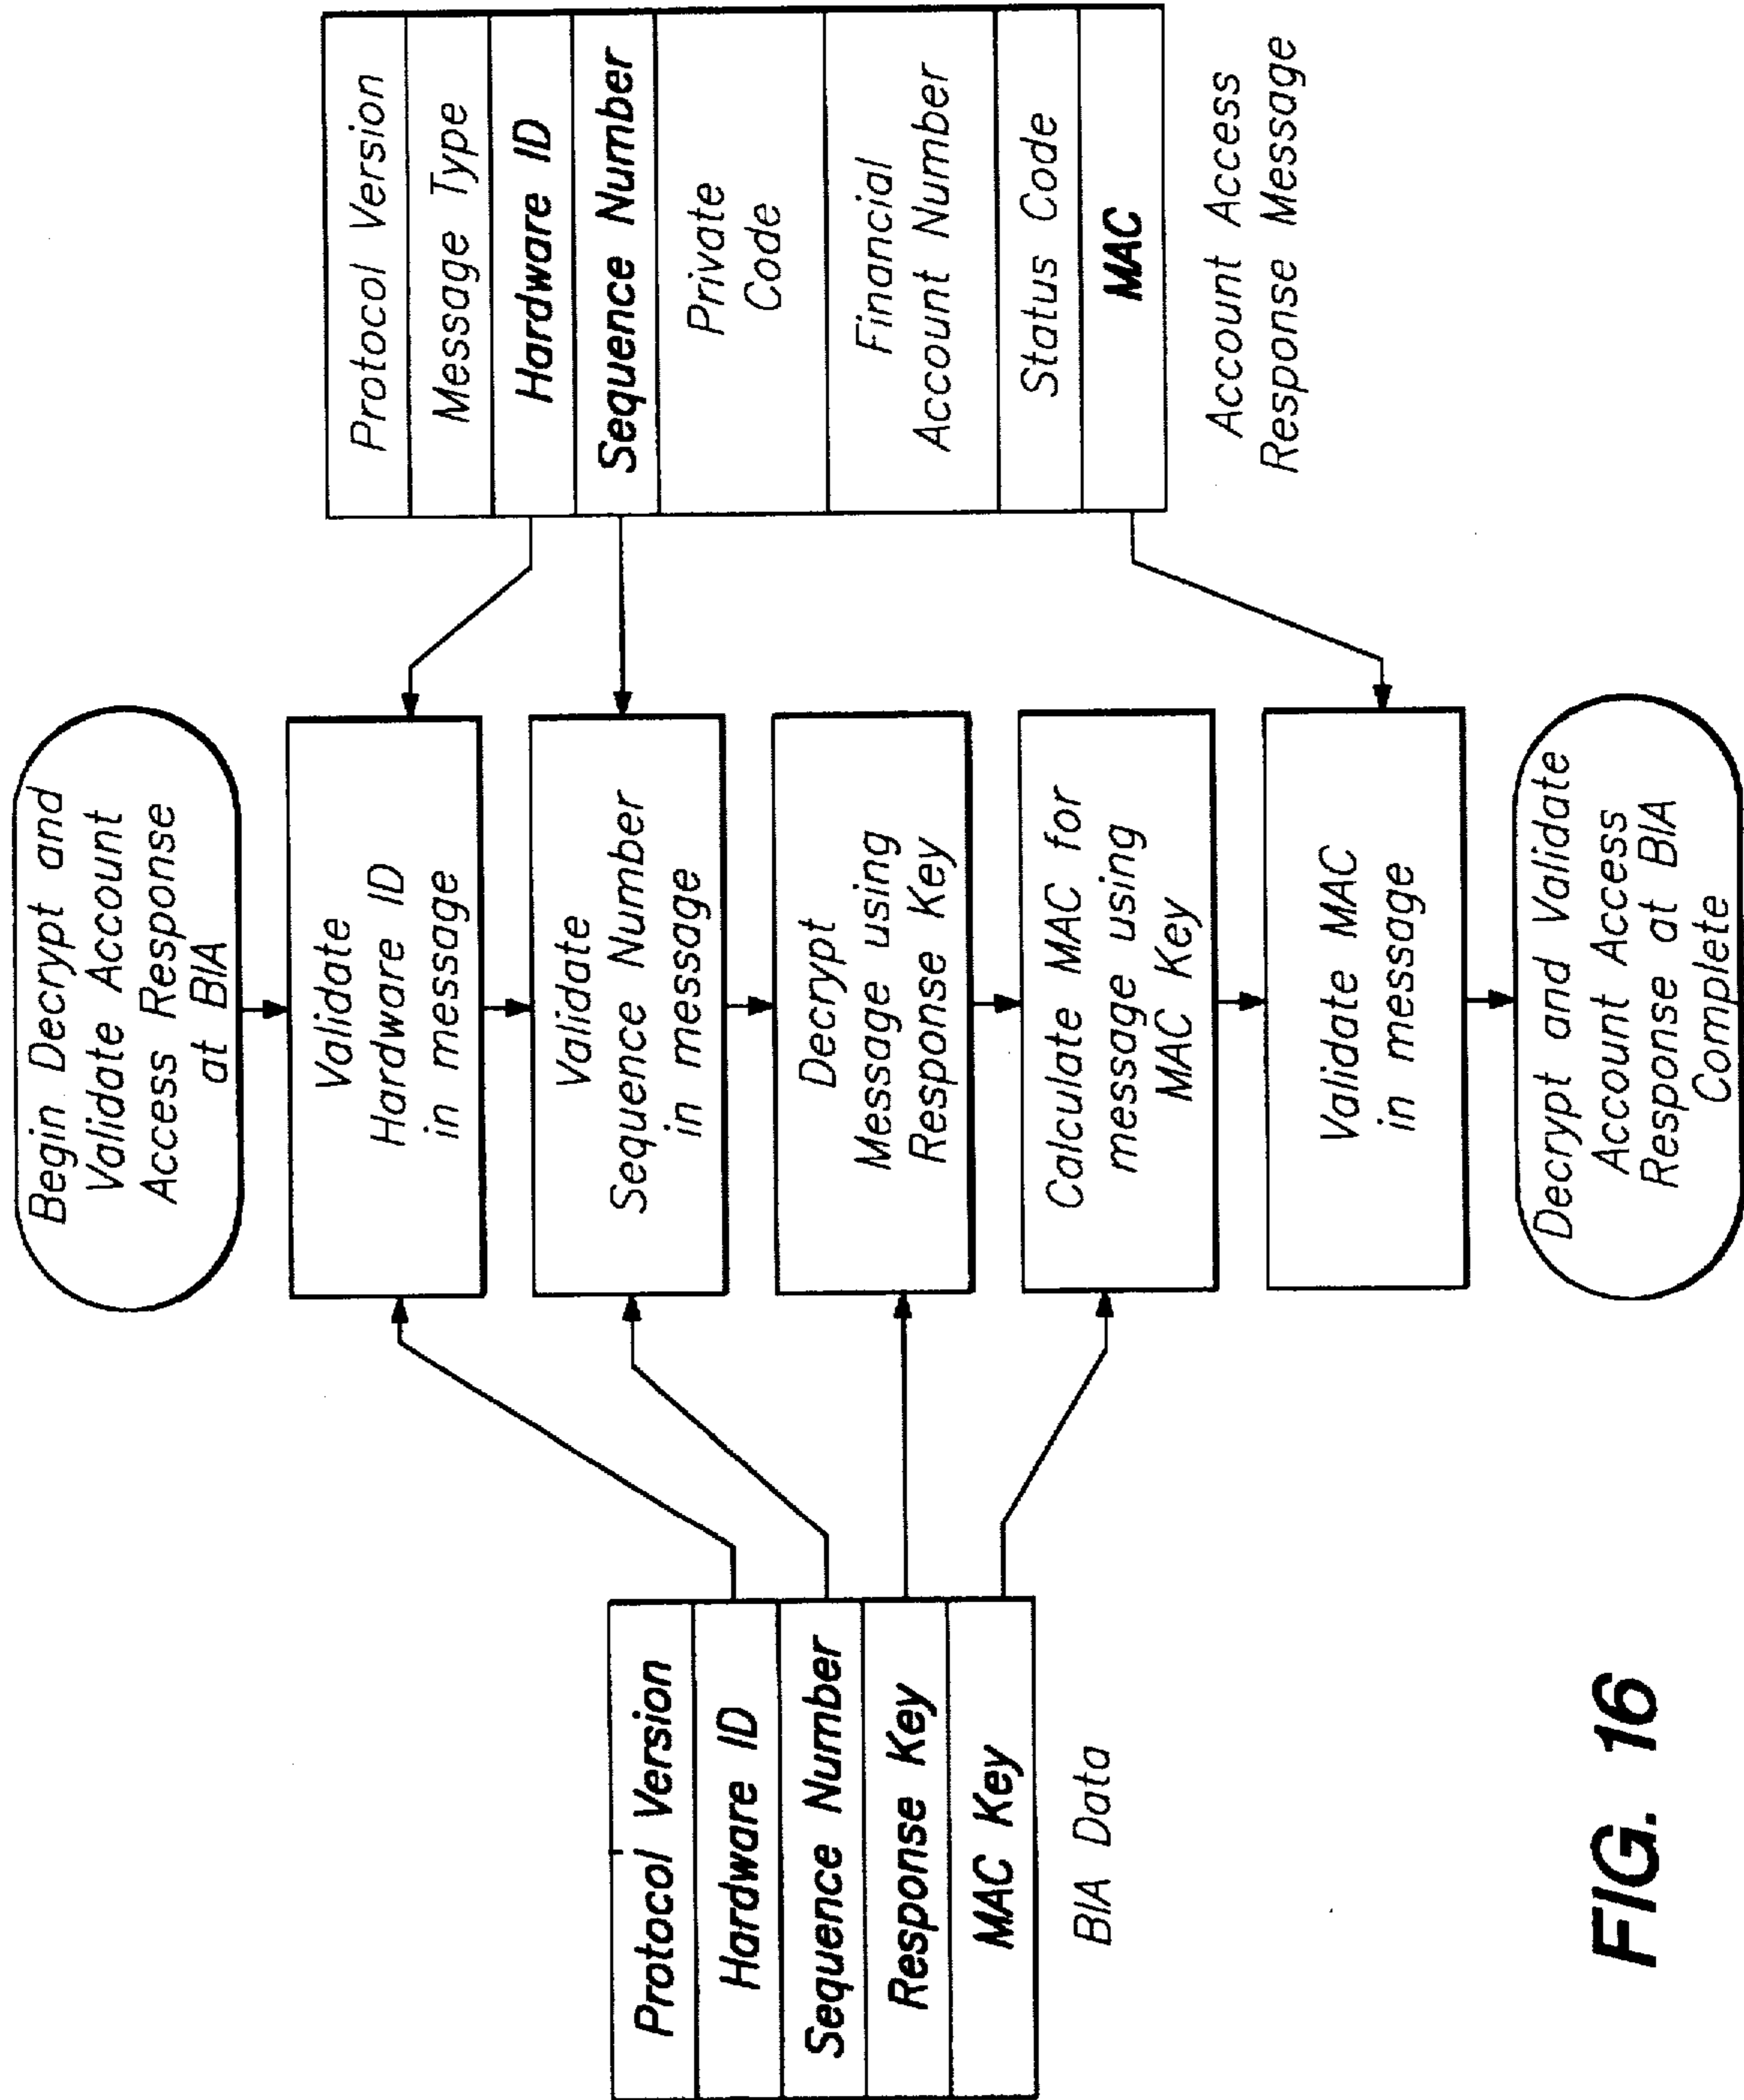 Protocol Version
Hardware ID
Sequence Number
Response Key
MAC Key
BIA Data
Begin Decrypt and
Validate Account
Access Response
at BIA
Validate
Hardware ID
in message
Validate
Sequence Number
in message
Decrypt
Message using
Response Key
Calculate MAC for
message using
MAC Key
Validate MAC
in message
Decrypt and Validate
Account Access
Response at BIA
Complete
Protocol Version
Message Type
Hardware ID
Sequence Number
Private
Code
Financial
Account Number
Status Code
MAC
Account Access
Response Message
FIG. 16